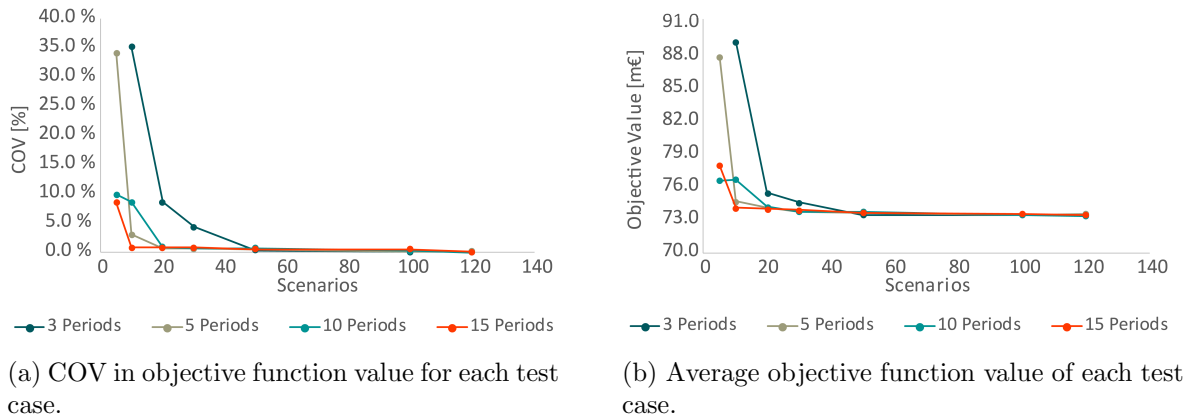 40.0 %
35.0 %
30.0 %
25.0 %
20.0 %
15.0 %
10.0 %
5.0 %
0.0 %
COV [%]
0 20 40 60 80 100 120 140
Scenarios
3 Periods 5 Periods 10 Periods 15 Periods
(a) COV in objective function value for each test
case.
91.0
88.0
85.0
82.0
79.0
76.0
73.0
70.0
Objective Value [m€]
0 20 40 60 80 100 120 140
Scenarios
3 Periods 5 Periods 10 Periods 15 Periods
(b) Average objective function value of each test
case.